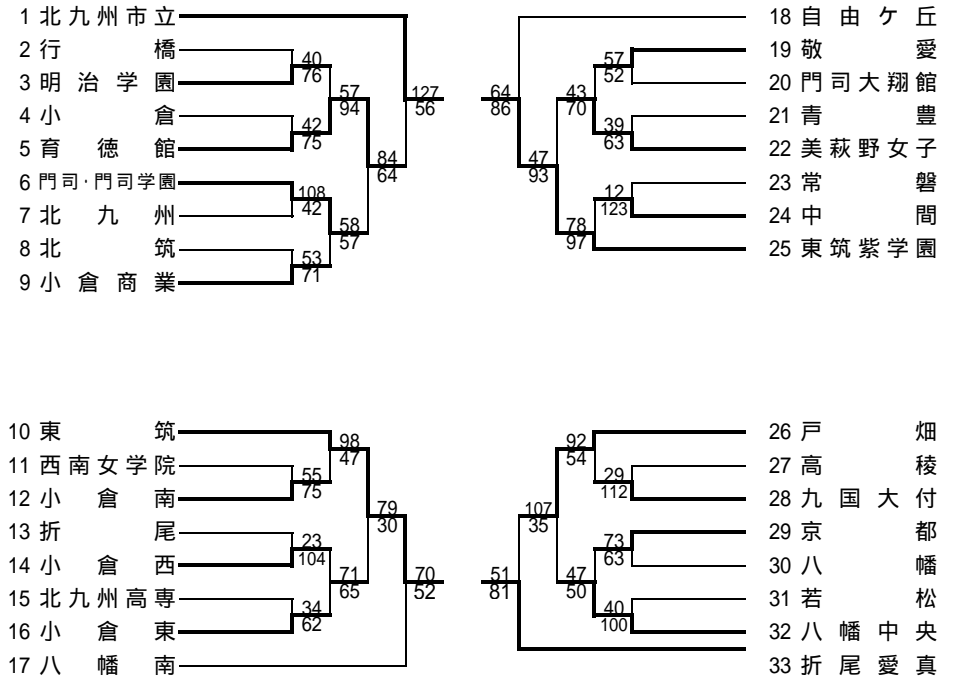 1 北九州市立
2 行橋
40
76
3 明治学園
57
94
4 小倉
42
75
5 育徳館
127
56
84
64
6 門司・門司学園
108
42
7 北九州
58
57
8 北筑
53
71
9 小倉商業
18 自由ケ丘
19 敬愛
57
52
20 門司大翔館
64
86
43
70
21 青豊
39
63
22 美萩野女子
47
93
23 常磐
12
123
24 中間
78
97
25 東筑紫学園
10 東筑
98
47
11 西南女学院
55
75
12 小倉南
79
30
13 折尾
23
104
14 小倉西
71
65
70
52
15 北九州高専
34
62
16 小倉東
17 八幡南
26 戸畑
92
54
27 高稜
29
112
28 九国大付
107
35
29 京都
73
63
30 八幡
51
81
47
50
31 若松
40
100
32 八幡中央
33 折尾愛真